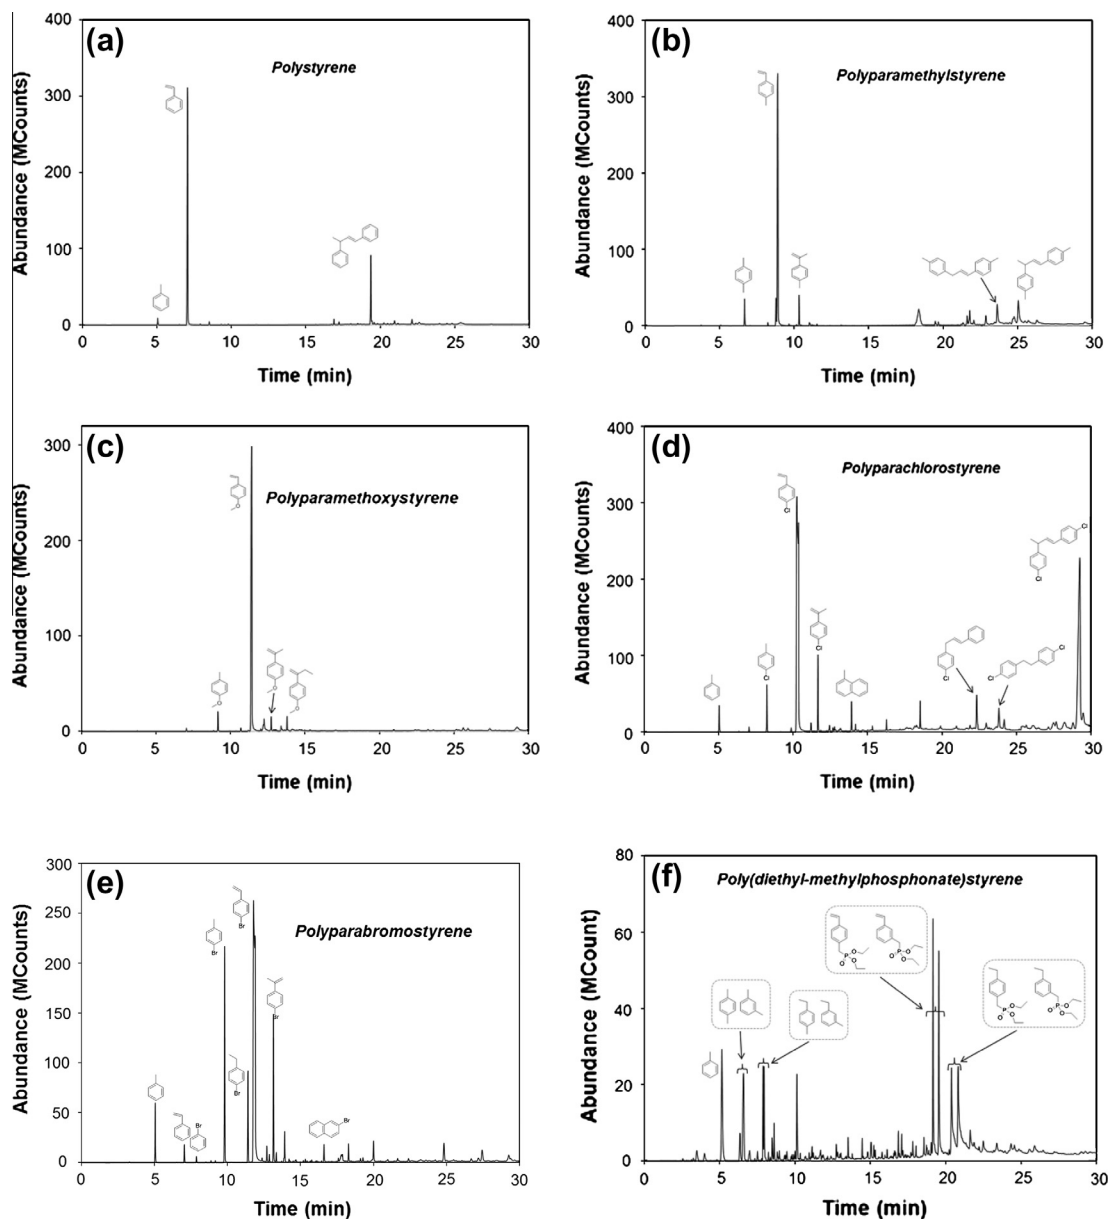 (a)
Polystyrene
Abundance (MCounts)
400
300
200
100
0
0 5 10 15 20 25 30
Time (min)
(b)
Polyparamethylstyrene
Abundance (MCounts)
400
300
200
100
0
0 5 10 15 20 25 30
Time (min)
(c)
Polyparamethoxystyrene
Abundance (MCounts)
300
200
100
0
O
O
O
O
0 5 10 15 20 25 30
Time (min)
(d)
Polyparachlorostyrene
Abundance (MCounts)
400
300
200
100
0
Cl
Cl
Cl
Cl
Cl
Cl
Cl
Cl
0 5 10 15 20 25 30
Time (min)
(e)
Polyparabromostyrene
Abundance (MCounts)
300
250
200
150
100
50
0
Br
Br
Br
Br
Br
Br
0 5 10 15 20 25 30
Time (min)
(f)
Poly(diethyl-methylphosphonate)styrene
Abundance (MCount)
80
60
40
20
0
P O O O
P O O O
P O O O
P O O O
0 5 10 15 20 25 30
Time (min)